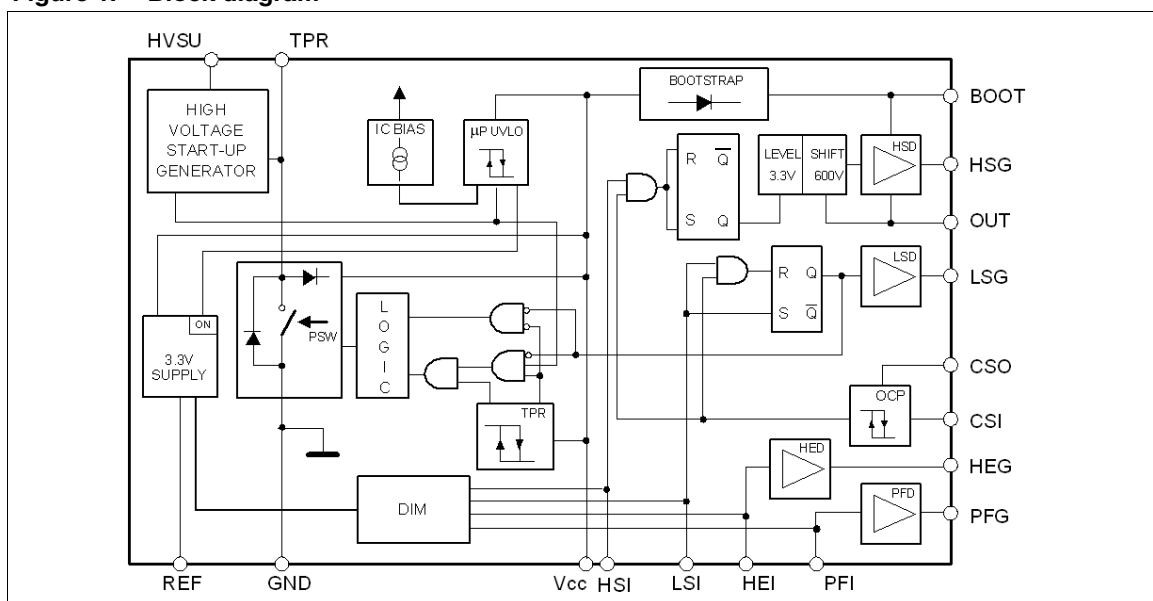 Figure 1. Block diagram
HVSU
TPR
HIGH
VOLTAGE
START-UP
GENERATOR
IC BIAS
µP UVLO
BOOTSTRAP
BOOT
R Q̅
S Q
LEVEL SHIFT
3.3V 600V
HSD
HSG
OUT
R Q
S Q̅
LSD
LSG
ON
3.3V
SUPPLY
PSW
L
O
G
I
C
TPR
CSO
OCP
CSI
HED
HEG
PFD
PFG
DIM
REF
GND
Vcc
HSI
LSI
HEI
PFI